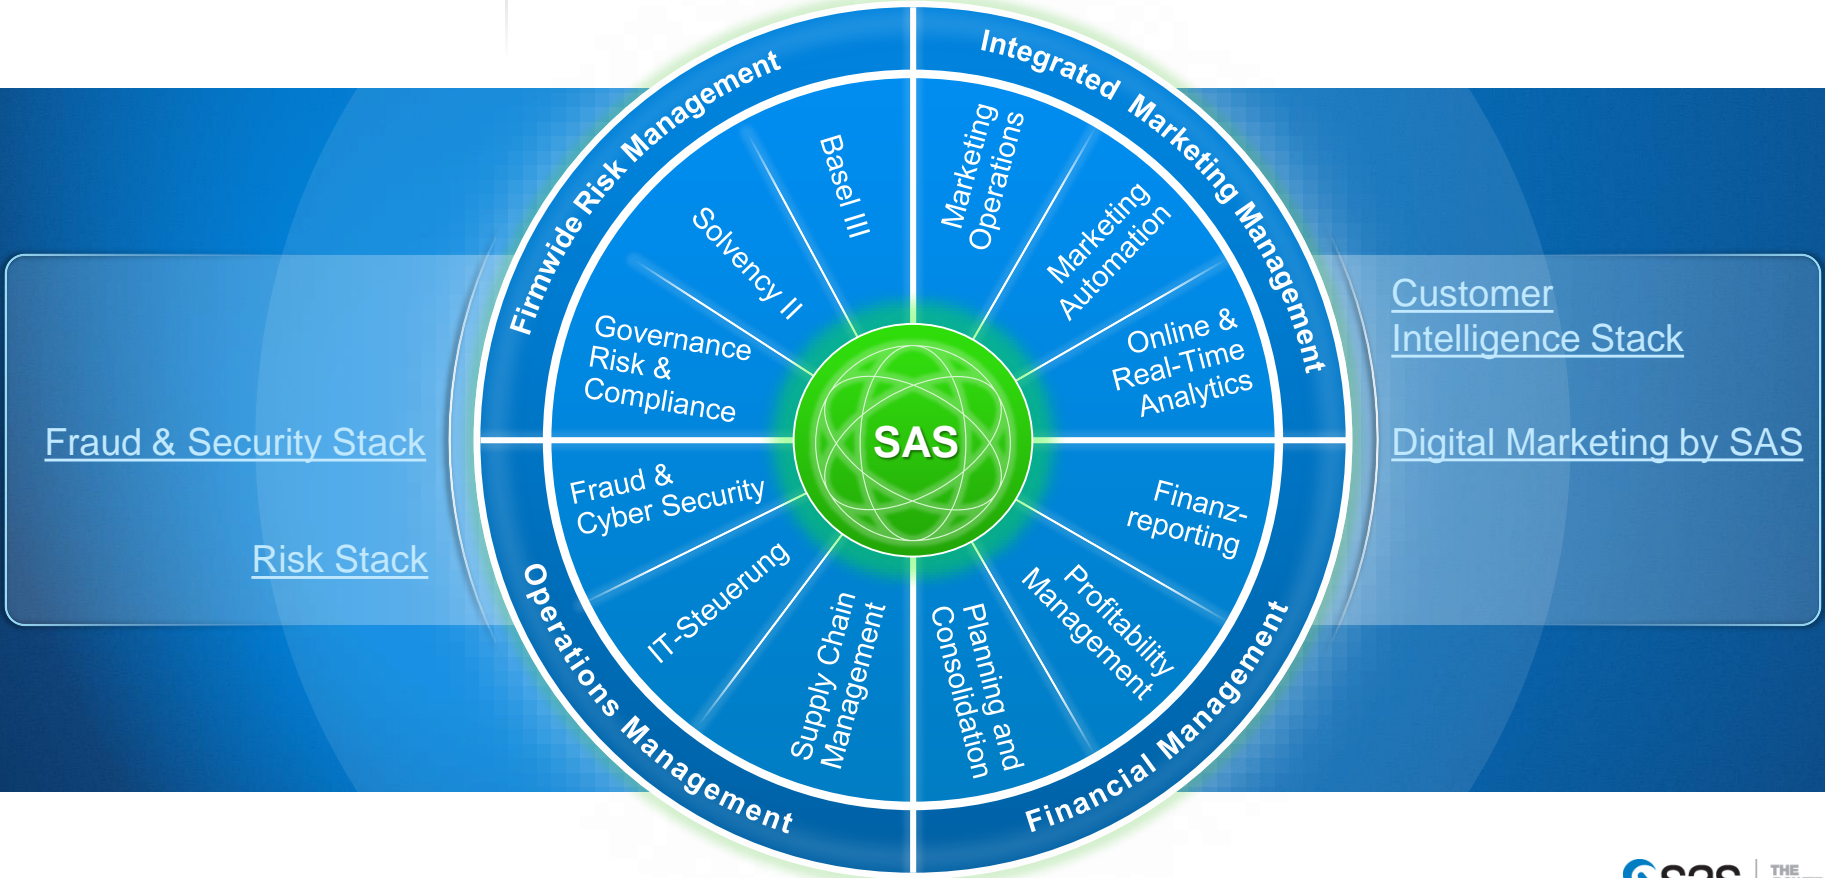 Firmwide Risk Management
Integrated Marketing Management
Basel III
Solvency II
Governance
Risk &
Compliance
Marketing
Operations
Marketing
Automation
Online &
Real-Time
Analytics
SAS
Fraud & Security Stack
Risk Stack
Customer
Intelligence Stack
Digital Marketing by SAS
Fraud &
Cyber Security
IT-Steuerung
Supply Chain
Management
Finanz-
reporting
Profitability
Management
Planning and
Consolidation
Operations Management
Financial Management
sas
THE